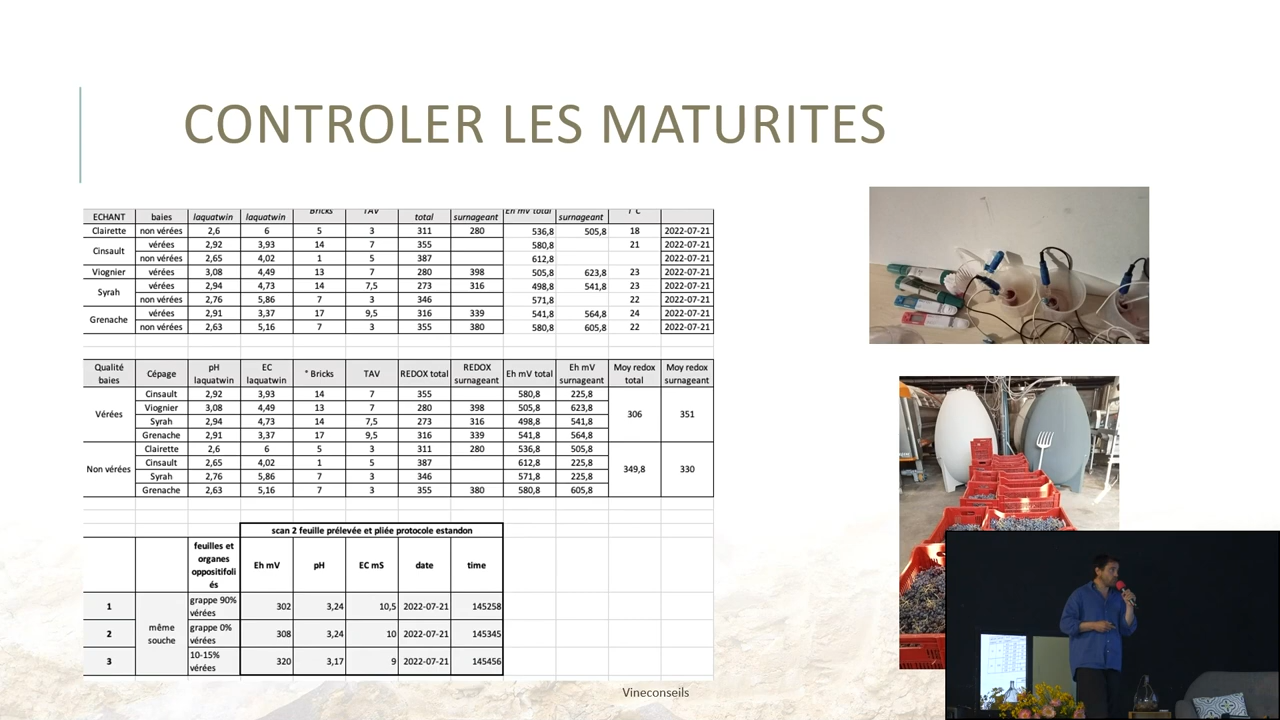 CONTROLER LES MATURITES
Bricks TAV Eh mV total T°C
ECHANT baies laquatwin laquatwin total surnageant surnageant
Clairette non vérées 2,6 6 5 3 311 280 536,8 505,8 18 2022-07-21
Cinsault vérées 2,92 3,93 14 7 355 580,8 21 2022-07-21
non vérées 2,65 4,02 1 5 387 612,8 2022-07-21
Viognier vérées 3,08 4,49 13 7 280 398 505,8 623,8 23 2022-07-21
Syrah vérées 2,94 4,73 14 7,5 273 316 498,8 541,8 23 2022-07-21
non vérées 2,76 5,86 7 3 346 571,8 22 2022-07-21
Grenache vérées 2,91 3,37 17 9,5 316 339 541,8 564,8 24 2022-07-21
non vérées 2,63 5,16 7 3 355 380 580,8 605,8 22 2022-07-21
Qualité baies Cépage pH laquatwin EC laquatwin ° Bricks TAV REDOX total REDOX surnageant Eh mV total Eh mV surnageant Moy redox total Moy redox surnageant
Vérées Cinsault 2,92 3,93 14 7 355 580,8 225,8 306 351
Viognier 3,08 4,49 13 7 280 398 505,8 623,8
Syrah 2,94 4,73 14 7,5 273 316 498,8 541,8
Grenache 2,91 3,37 17 9,5 316 339 541,8 564,8
Non vérées Clairette 2,6 6 5 3 311 280 536,8 505,8 349,8 330
Cinsault 2,65 4,02 1 5 387 612,8 225,8
Syrah 2,76 5,86 7 3 346 571,8 225,8
Grenache 2,63 5,16 7 3 355 380 580,8 605,8
scan 2 feuille prélevée et pliée protocole estandon
feuilles et organes oppositifoliés Eh mV pH EC mS date time
1 même souche grappe 90% vérées 302 3,24 10,5 2022-07-21 145258
2 grappe 0% vérées 308 3,24 10 2022-07-21 145345
3 10-15% vérées 320 3,17 9 2022-07-21 145456
Vineconseils